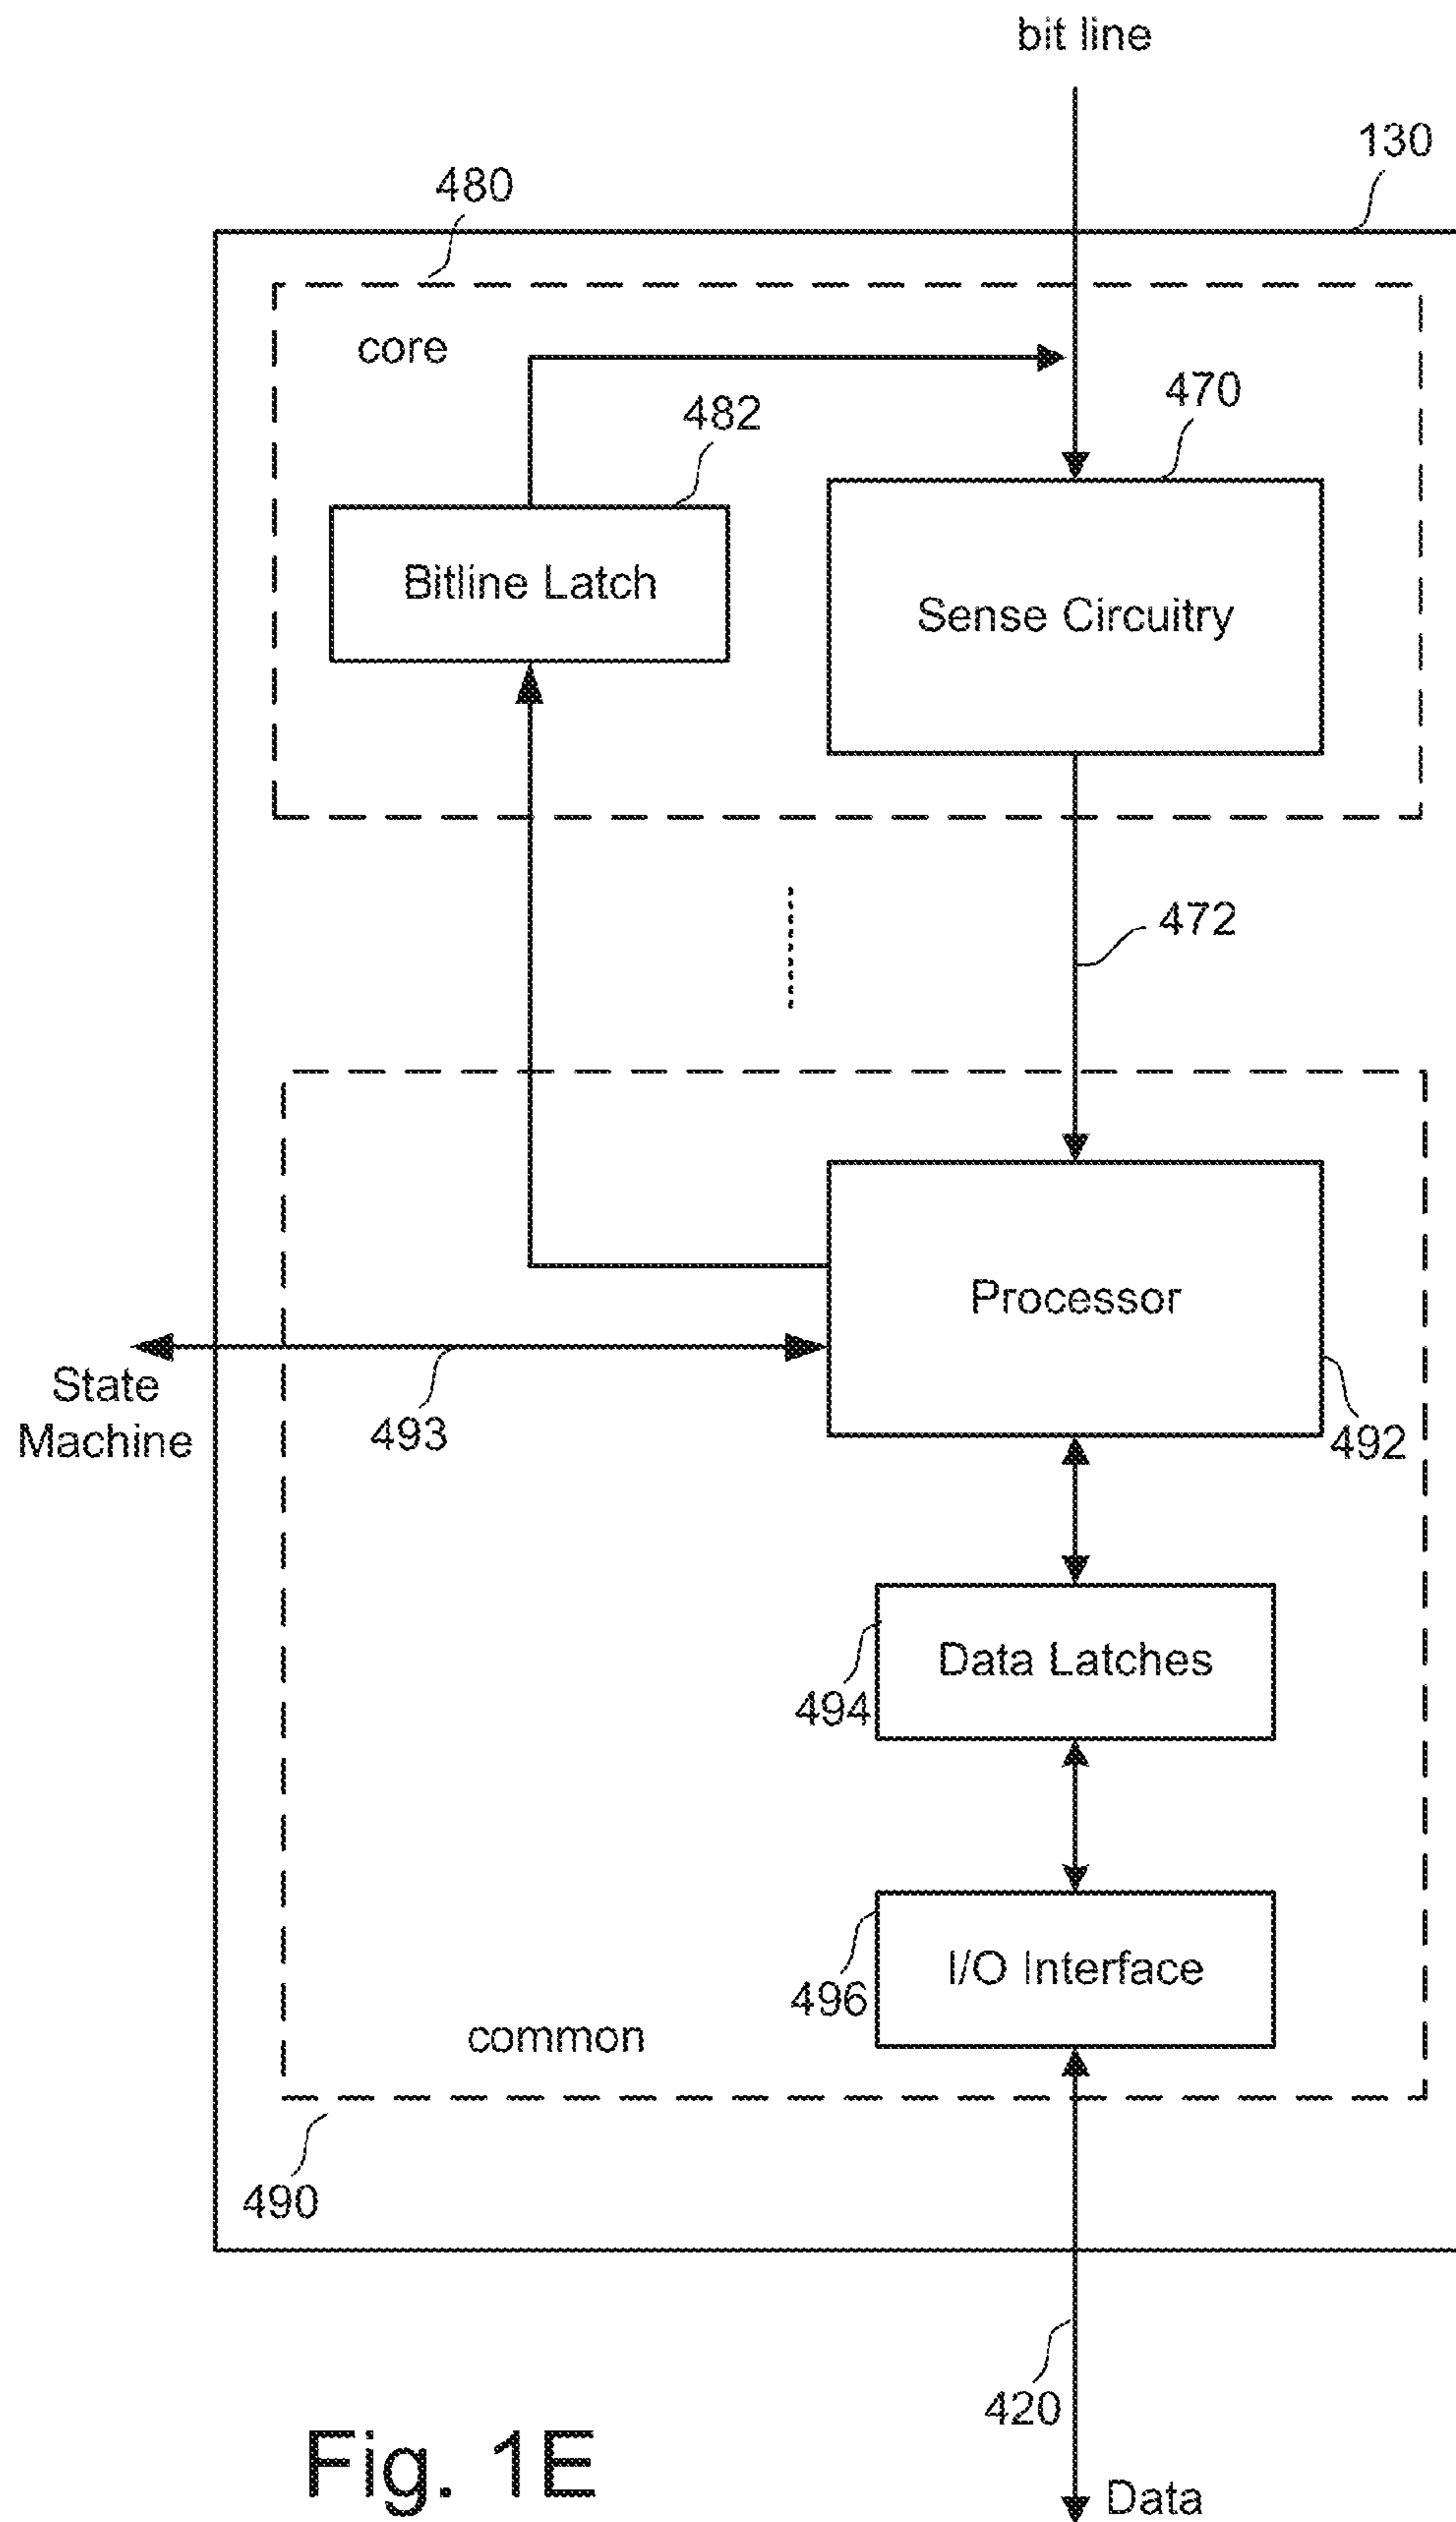 bit line
130
480
core
470
482
Bitline Latch
Sense Circuitry
472
Processor
State
Machine
493
492
Data Latches
494
I/O Interface
496
common
490
420
Fig. 1E
Data